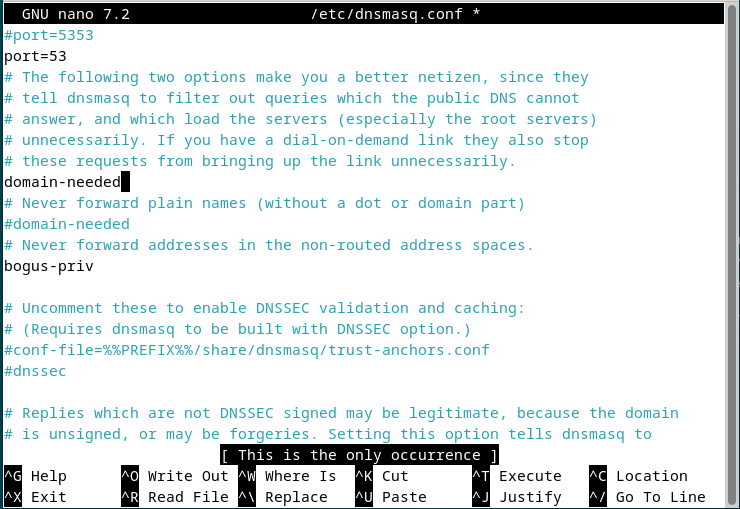 GNU nano 7.2 /etc/dnsmasq.conf *
#port=5353
port=53
# The following two options make you a better netizen, since they
# tell dnsmasq to filter out queries which the public DNS cannot
# answer, and which load the servers (especially the root servers)
# unnecessarily. If you have a dial-on-demand link they also stop
# these requests from bringing up the link unnecessarily.
domain-needed
# Never forward plain names (without a dot or domain part)
#domain-needed
# Never forward addresses in the non-routed address spaces.
bogus-priv
# Uncomment these to enable DNSSEC validation and caching:
# (Requires dnsmasq to be built with DNSSEC option.)
#conf-file=%%PREFIX%%/share/dnsmasq/trust-anchors.conf
#dnssec
# Replies which are not DNSSEC signed may be legitimate, because the domain
# is unsigned, or may be forgeries. Setting this option tells dnsmasq to
[ This is the only occurrence ]
^G Help ^O Write Out ^W Where Is ^K Cut ^T Execute ^C Location
^X Exit ^R Read File ^\ Replace ^U Paste ^J Justify ^/ Go To Line